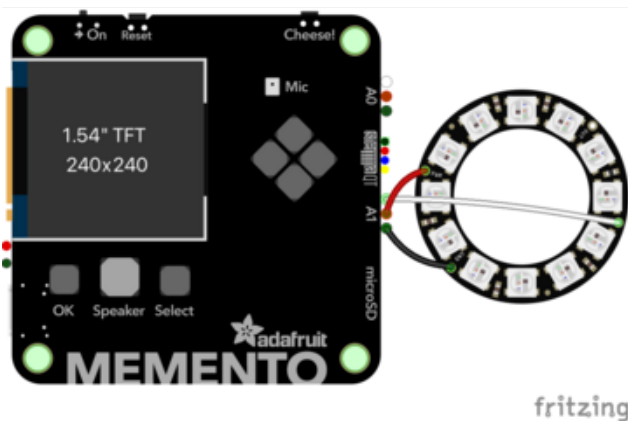 On
Reset
Cheese!
Mic
A0
1.54" TFT
240x240
A1
OK
Speaker
Select
microSD
adafruit
MEMENTO
fritzing